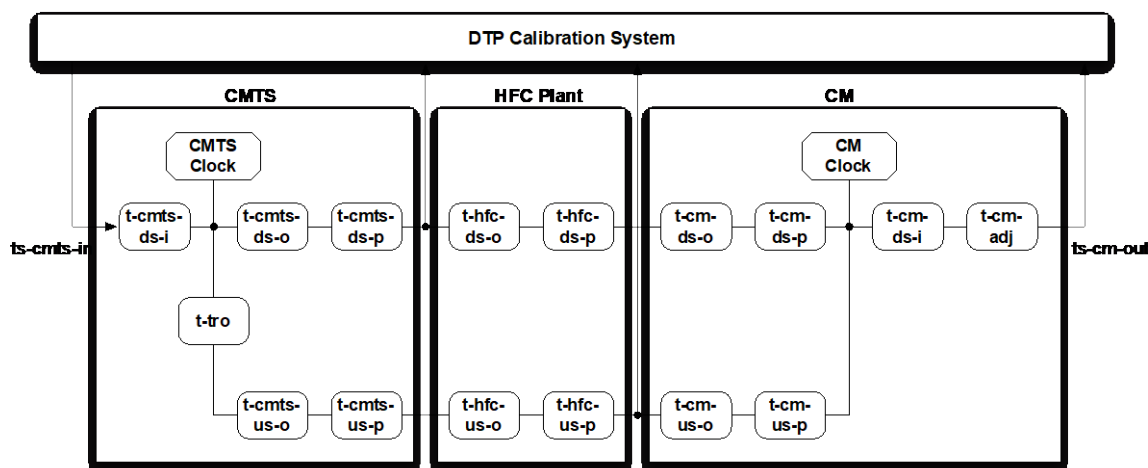 DTP Calibration System
CMTS
HFC Plant
CM
CMTS
Clock
CM
Clock
t-cmts-
ds-i
t-cmts-
ds-o
t-cmts-
ds-p
t-hfc-
ds-o
t-hfc-
ds-p
t-cm-
ds-o
t-cm-
ds-p
t-cm-
ds-i
t-cm-
adj
ts-cmts-in
ts-cm-out
t-tro
t-cmts-
us-o
t-cmts-
us-p
t-hfc-
us-o
t-hfc-
us-p
t-cm-
us-o
t-cm-
us-p